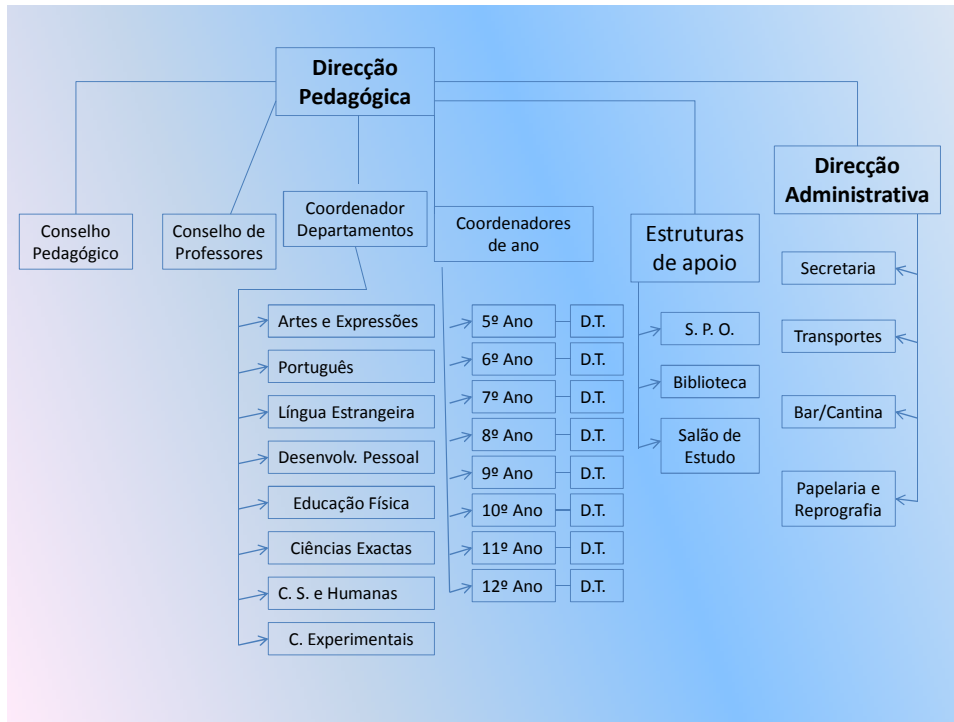 Direcção
Pedagógica
Direcção
Administrativa
Conselho
Pedagógico
Conselho de
Professores
Coordenador
Departamentos
Coordenadores
de ano
Estruturas
de apoio
Artes e Expressões
Português
Língua Estrangeira
Desenvolv. Pessoal
Educação Física
Ciências Exactas
C. S. e Humanas
C. Experimentais
5º Ano D.T.
6º Ano D.T.
7º Ano D.T.
8º Ano D.T.
9º Ano D.T.
10º Ano D.T.
11º Ano D.T.
12º Ano D.T.
S. P. O.
Biblioteca
Salão de
Estudo
Secretaria
Transportes
Bar/Cantina
Papelaria e
Reprografia